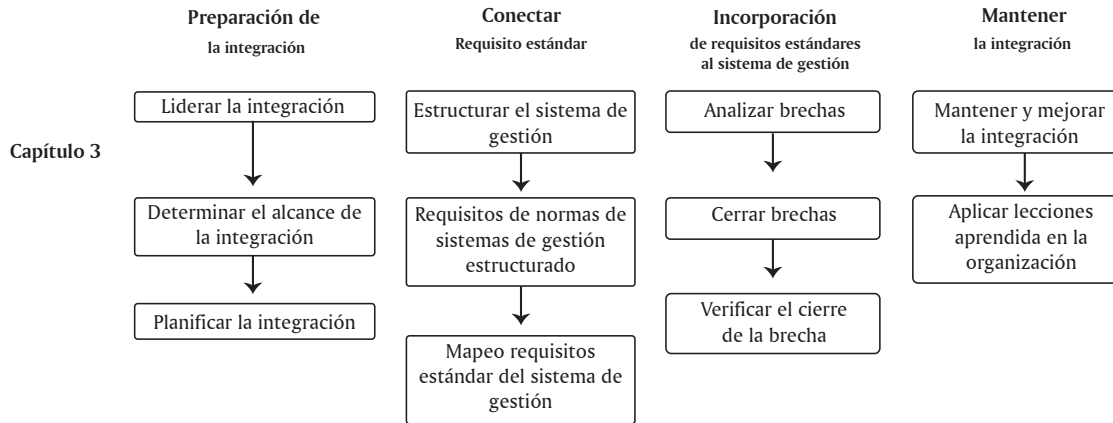 Preparación de
la integración
Liderar la integración
Determinar el alcance de
la integración
Planificar la integración
Conectar
Requisito estándar
Estructurar el sistema de
gestión
Requisitos de normas de
sistemas de gestión
estructurado
Mapeo requisitos
estándar del sistema de
gestión
Incorporación
de requisitos estándares
al sistema de gestión
Analizar brechas
Cerrar brechas
Verificar el cierre
de la brecha
Mantener
la integración
Mantener y mejorar
la integración
Aplicar lecciones
aprendida en la
organización
Capítulo 3